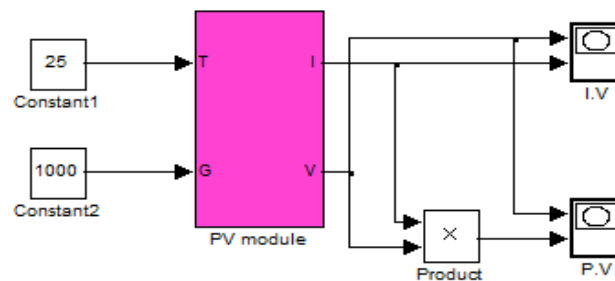 25
Constant1
1000
Constant2
T
G
I
V
PV module
×
Product
I.V
P.V